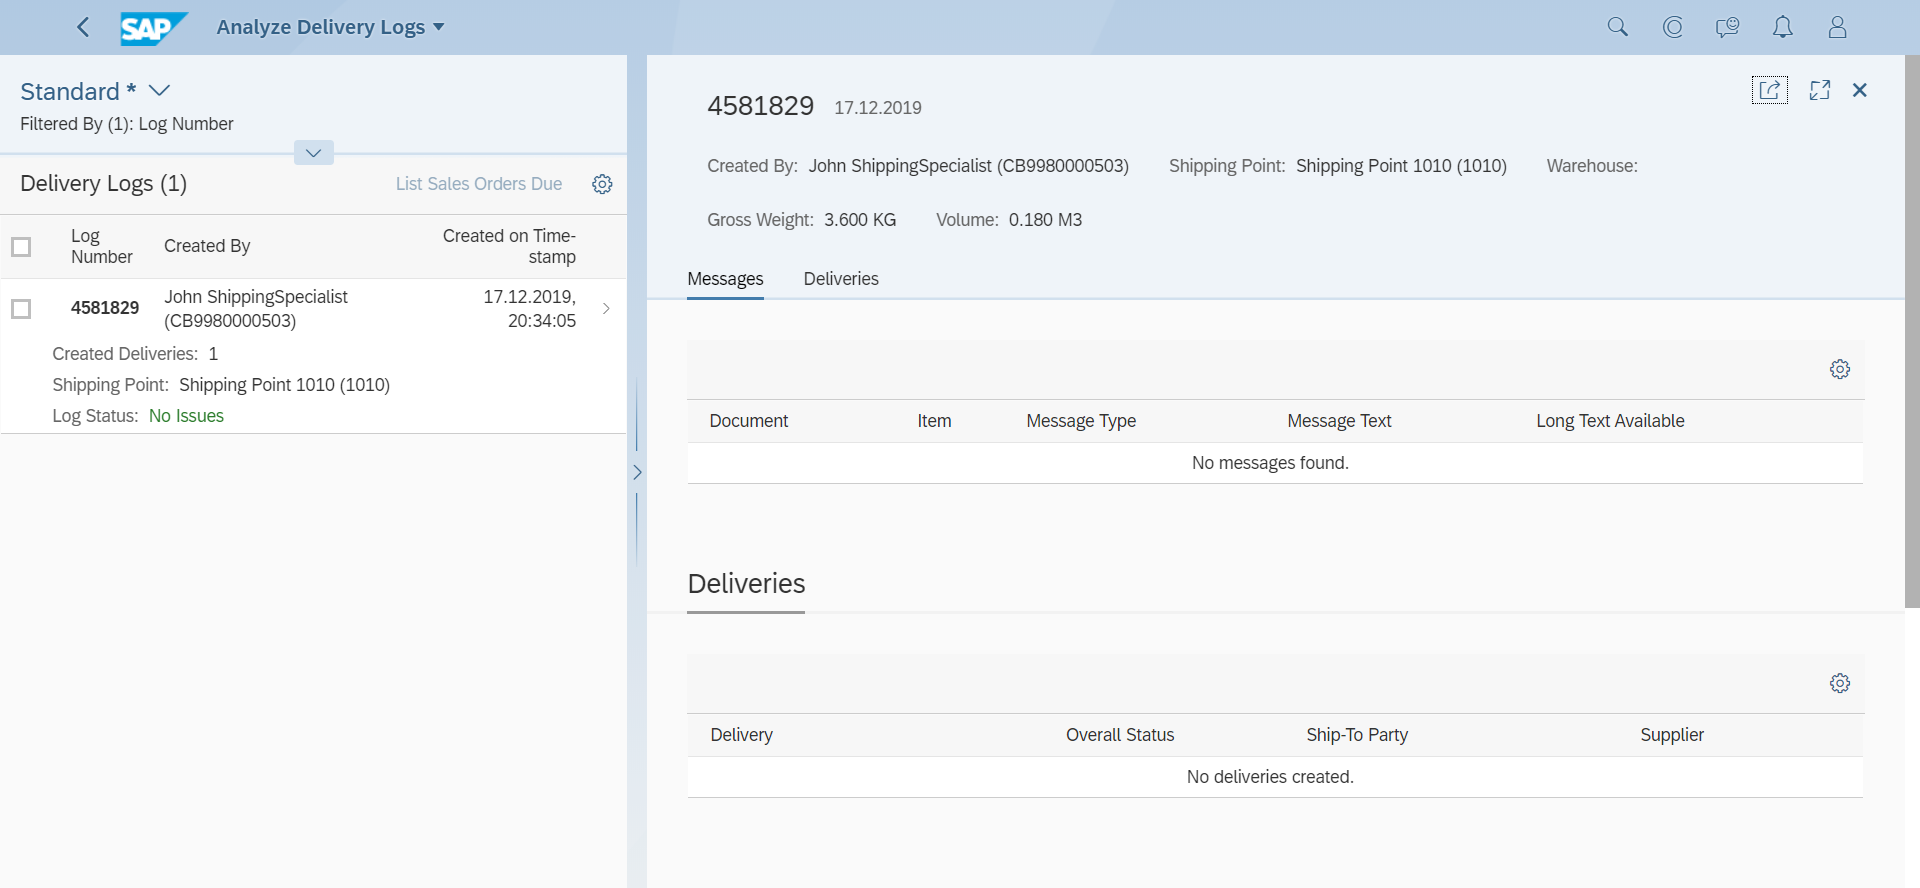 SAP
Analyze Delivery Logs
Standard *
Filtered By (1): Log Number
Delivery Logs (1)
List Sales Orders Due
Log
Number
Created By
Created on Time-
stamp
4581829
John ShippingSpecialist
(CB9980000503)
17.12.2019,
20:34:05
Created Deliveries: 1
Shipping Point: Shipping Point 1010 (1010)
Log Status: No Issues
4581829 17.12.2019
Created By: John ShippingSpecialist (CB9980000503) Shipping Point: Shipping Point 1010 (1010) Warehouse:
Gross Weight: 3.600 KG Volume: 0.180 M3
Messages Deliveries
Document Item Message Type Message Text Long Text Available
No messages found.
Deliveries
Delivery Overall Status Ship-To Party Supplier
No deliveries created.